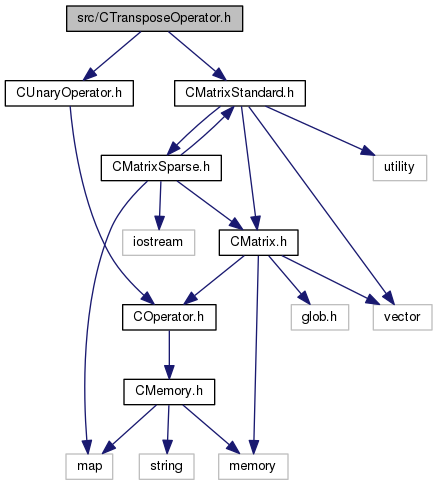 src/CTransposeOperator.h
CUnaryOperator.h
CMatrixStandard.h
CMatrixSparse.h
utility
iostream
CMatrix.h
COperator.h
glob.h
vector
CMemory.h
map
string
memory